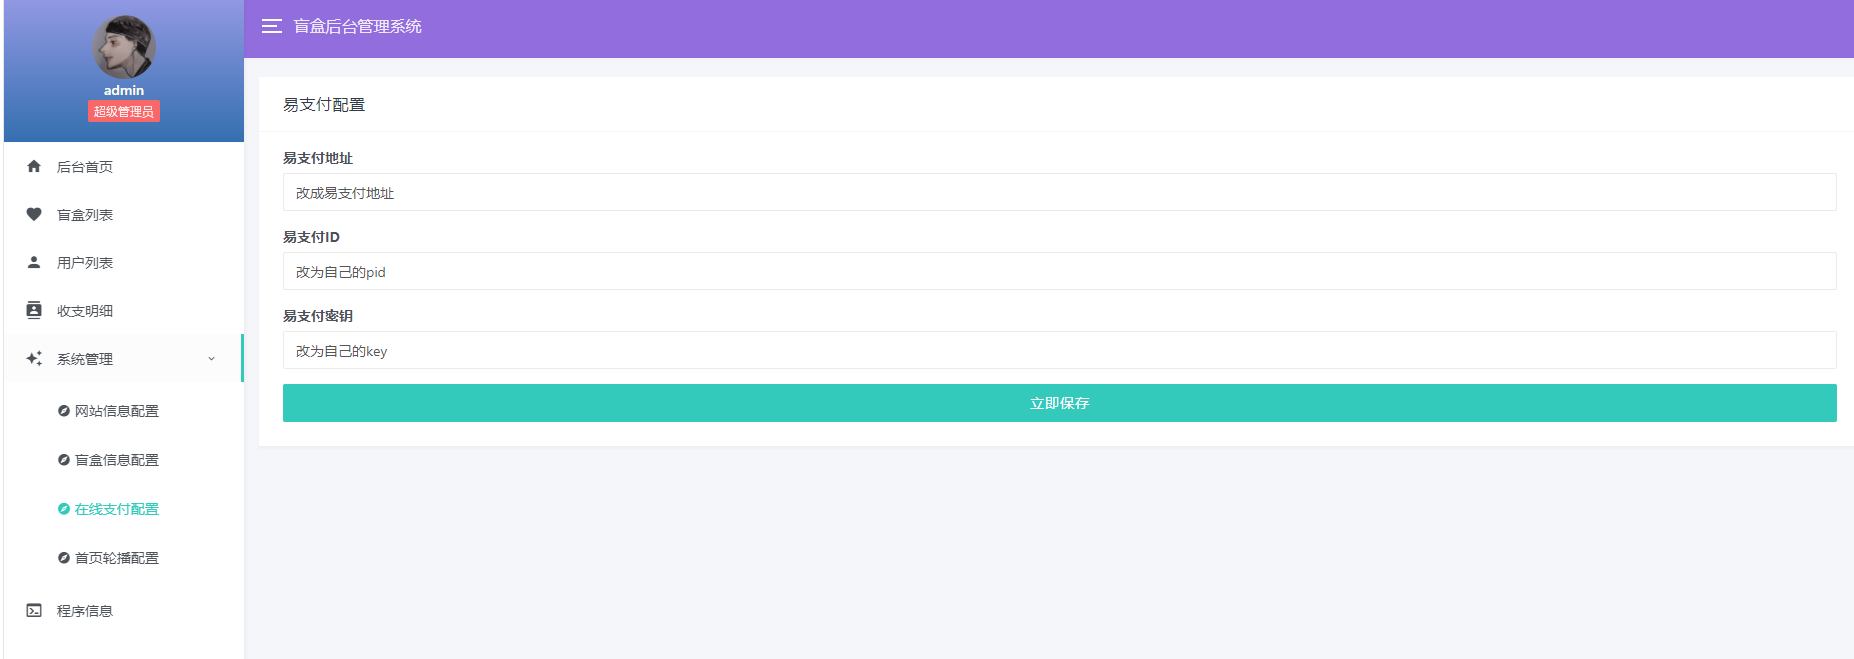 admin
超级管理员
后台首页
盲盒列表
用户列表
收支明细
系统管理
网站信息配置
盲盒信息配置
在线支付配置
首页轮播配置
程序信息
盲盒后台管理系统
易支付配置
易支付地址
改成易支付地址
易支付ID
改为自己的pid
易支付密钥
改为自己的key
立即保存